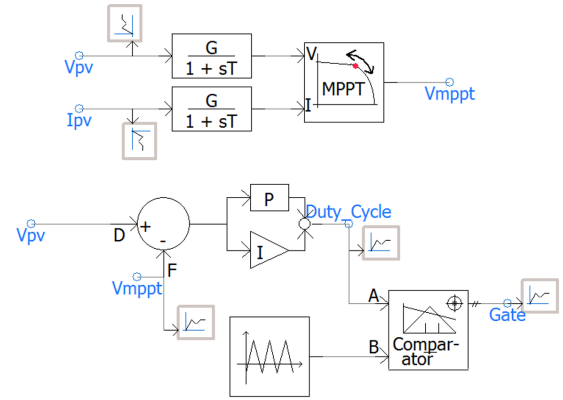 Vpv
G
1 + sT
Ipv
G
1 + sT
V
I
MPPT
Vmppt
Vpv
D
+
-
F
Vmppt
P
I
Duty_Cycle
A
B
Compar-
ator
Gate